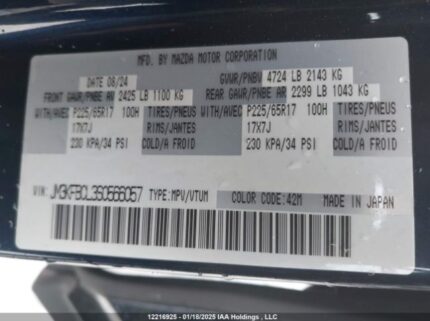 MFD. BY MAZDA MOTOR CORPORATION
DATE 08/24 GVWR/PNBV 4724 LB 2143 KG
FRONT GAWR/PNBE AV 2425 LB 1100 KG REAR GAWR/PNBE AR 2299 LB 1043 KG
WITH/AVEC P225/65R17 100H TIRES/PNEUS WITH/AVEC P225/65R17 100H TIRES/PNEUS
17X7J RIMS/JANTES 17X7J RIMS/JANTES
230 KPA/34 PSI COLD/A FROID 230 KPA/34 PSI COLD/A FROID
VIN: JM3KFBCL3S0566057 TYPE:MPV/VTUM COLOR CODE:42M MADE IN JAPAN
12216925 - 01/18/2025 IAA Holdings , LLC